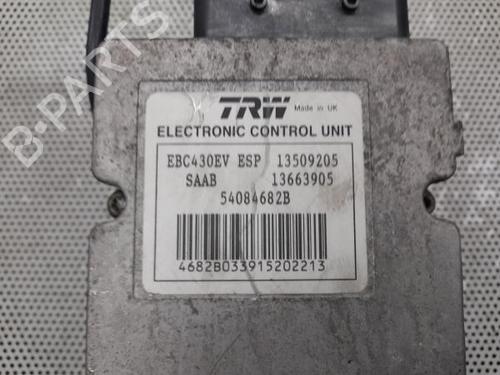 TRW Made in UK
ELECTRONIC CONTROL UNIT
EBC430EV ESP 13509205
SAAB 13663905
54084682B
4682B033915202213
B-PARTS